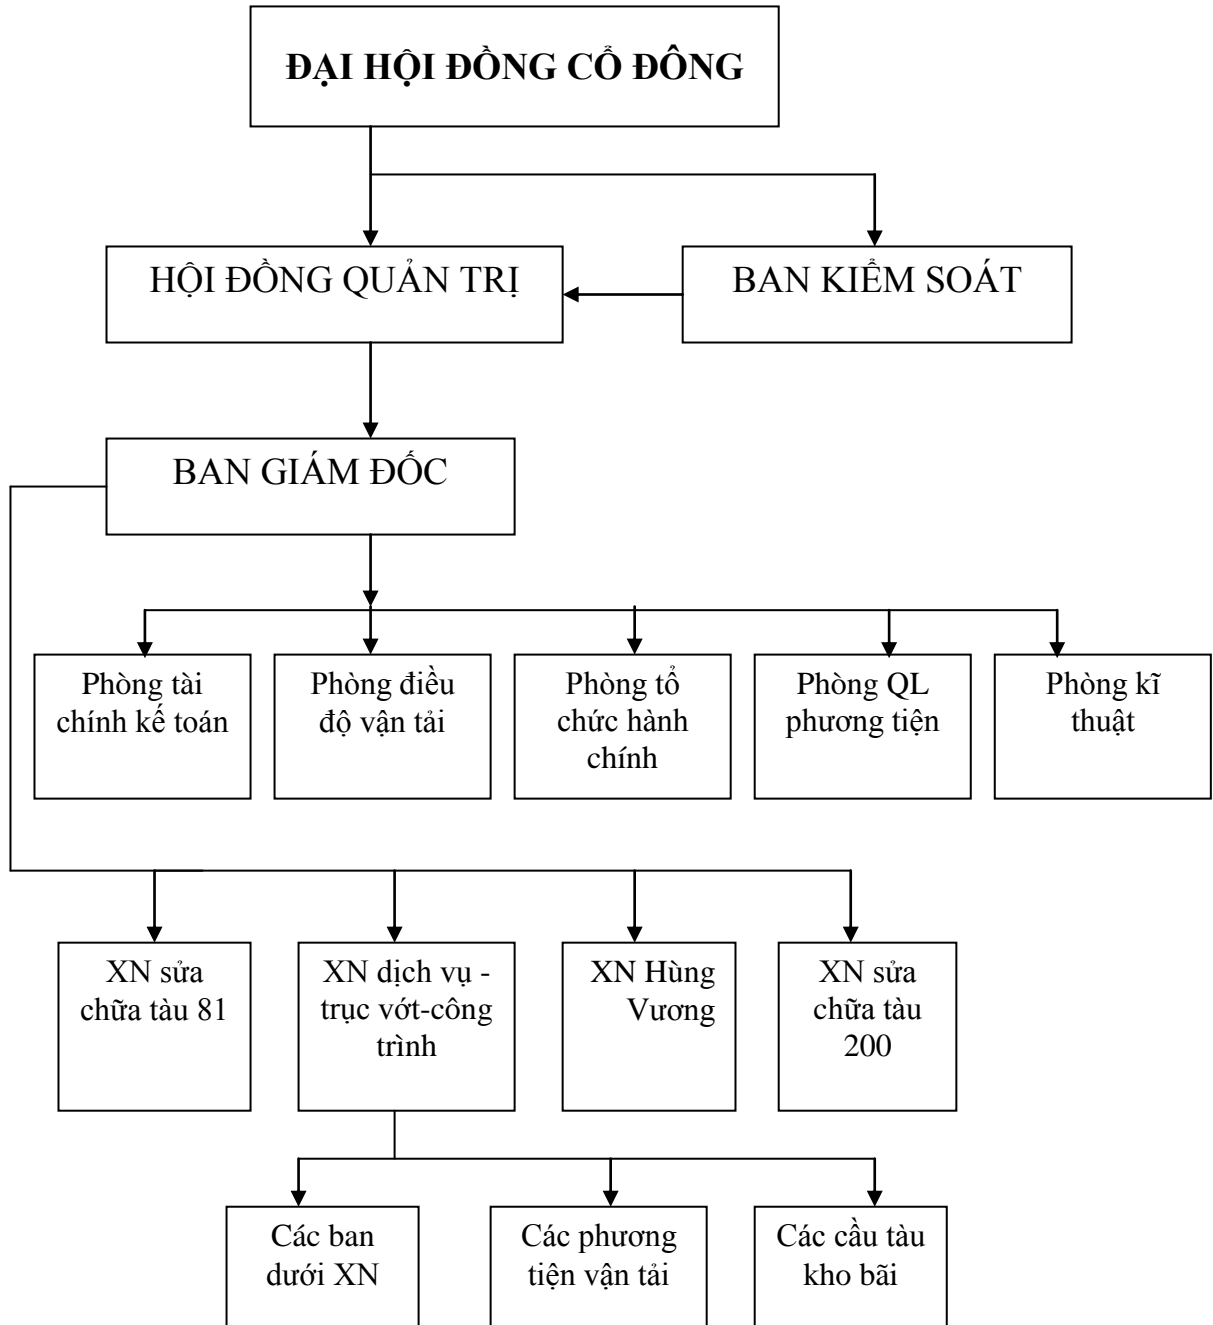 ĐẠI HỘI ĐỒNG CỔ ĐÔNG
HỘI ĐỒNG QUẢN TRỊ
BAN KIỂM SOÁT
BAN GIÁM ĐỐC
Phòng tài
chính kế toán
Phòng điều
độ vận tải
Phòng tổ
chức hành
chính
Phòng QL
phương tiện
Phòng kĩ
thuật
XN sửa
chữa tàu 81
XN dịch vụ -
trục vớt-công
trình
XN Hùng
Vương
XN sửa
chữa tàu
200
Các ban
dưới XN
Các phương
tiện vận tải
Các cầu tàu
kho bãi